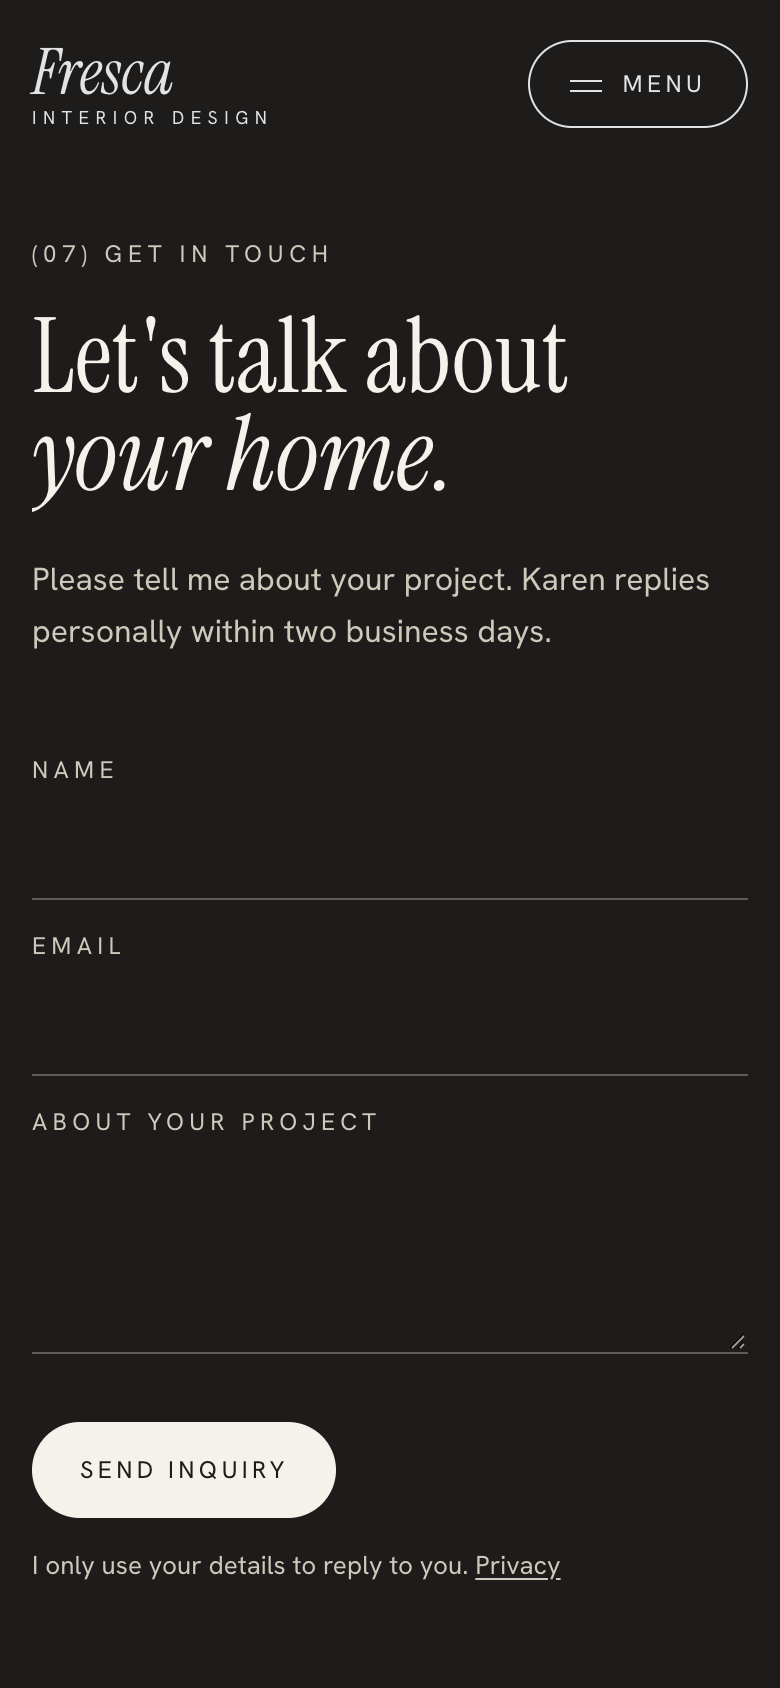 Fresca
INTERIOR DESIGN
MENU
(07) GET IN TOUCH
Let's talk about
your home.
Please tell me about your project. Karen replies
personally within two business days.
NAME
EMAIL
ABOUT YOUR PROJECT
SEND INQUIRY
I only use your details to reply to you. Privacy